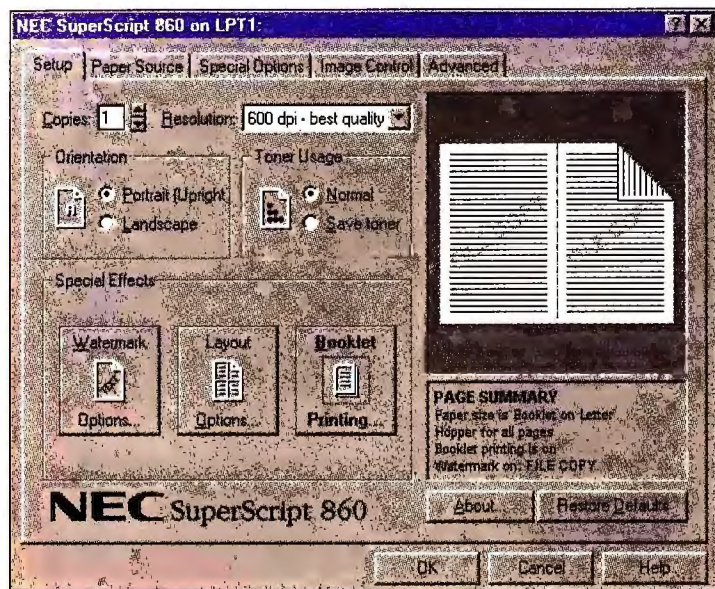 NEC SuperScript 860 on LPT1:
Setup Paper Source Special Options Image Control Advanced
Copies: 1 Resolution: 600 dpi - best quality
Orientation
Portrait (Upright
Landscape
Toner Usage
Normal
Save toner
Special Effects
Watermark
Options...
Layout
Options...
Booklet
Printing...
FILE COPY
PAGE SUMMARY
Paper size is Booklet on Letter
Hopper for all pages
Booklet printing is on
Watermark on: FILE COPY
NEC SuperScript 860
About Restore Defaults
OK Cancel Help